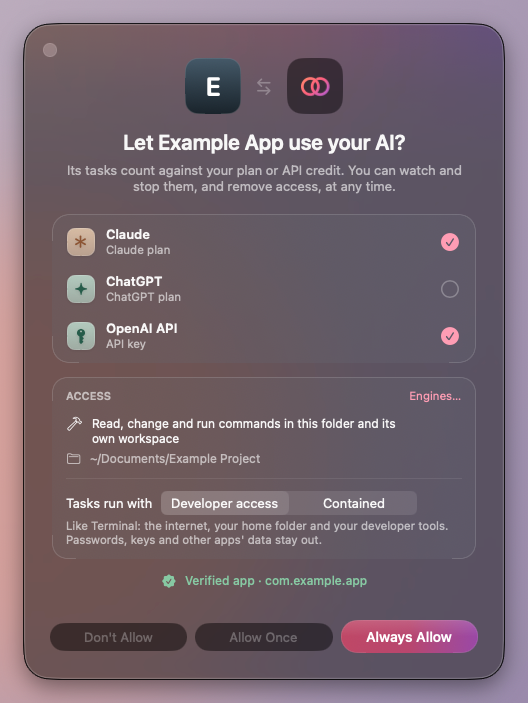 E
Let Example App use your AI?
Its tasks count against your plan or API credit. You can watch and
stop them, and remove access, at any time.
Claude
Claude plan
ChatGPT
ChatGPT plan
OpenAI API
API key
ACCESS
Engines...
Read, change and run commands in this folder and its
own workspace
~/Documents/Example Project
Tasks run with
Developer access
Contained
Like Terminal: the internet, your home folder and your developer tools.
Passwords, keys and other apps' data stay out.
Verified app · com.example.app
Don't Allow
Allow Once
Always Allow